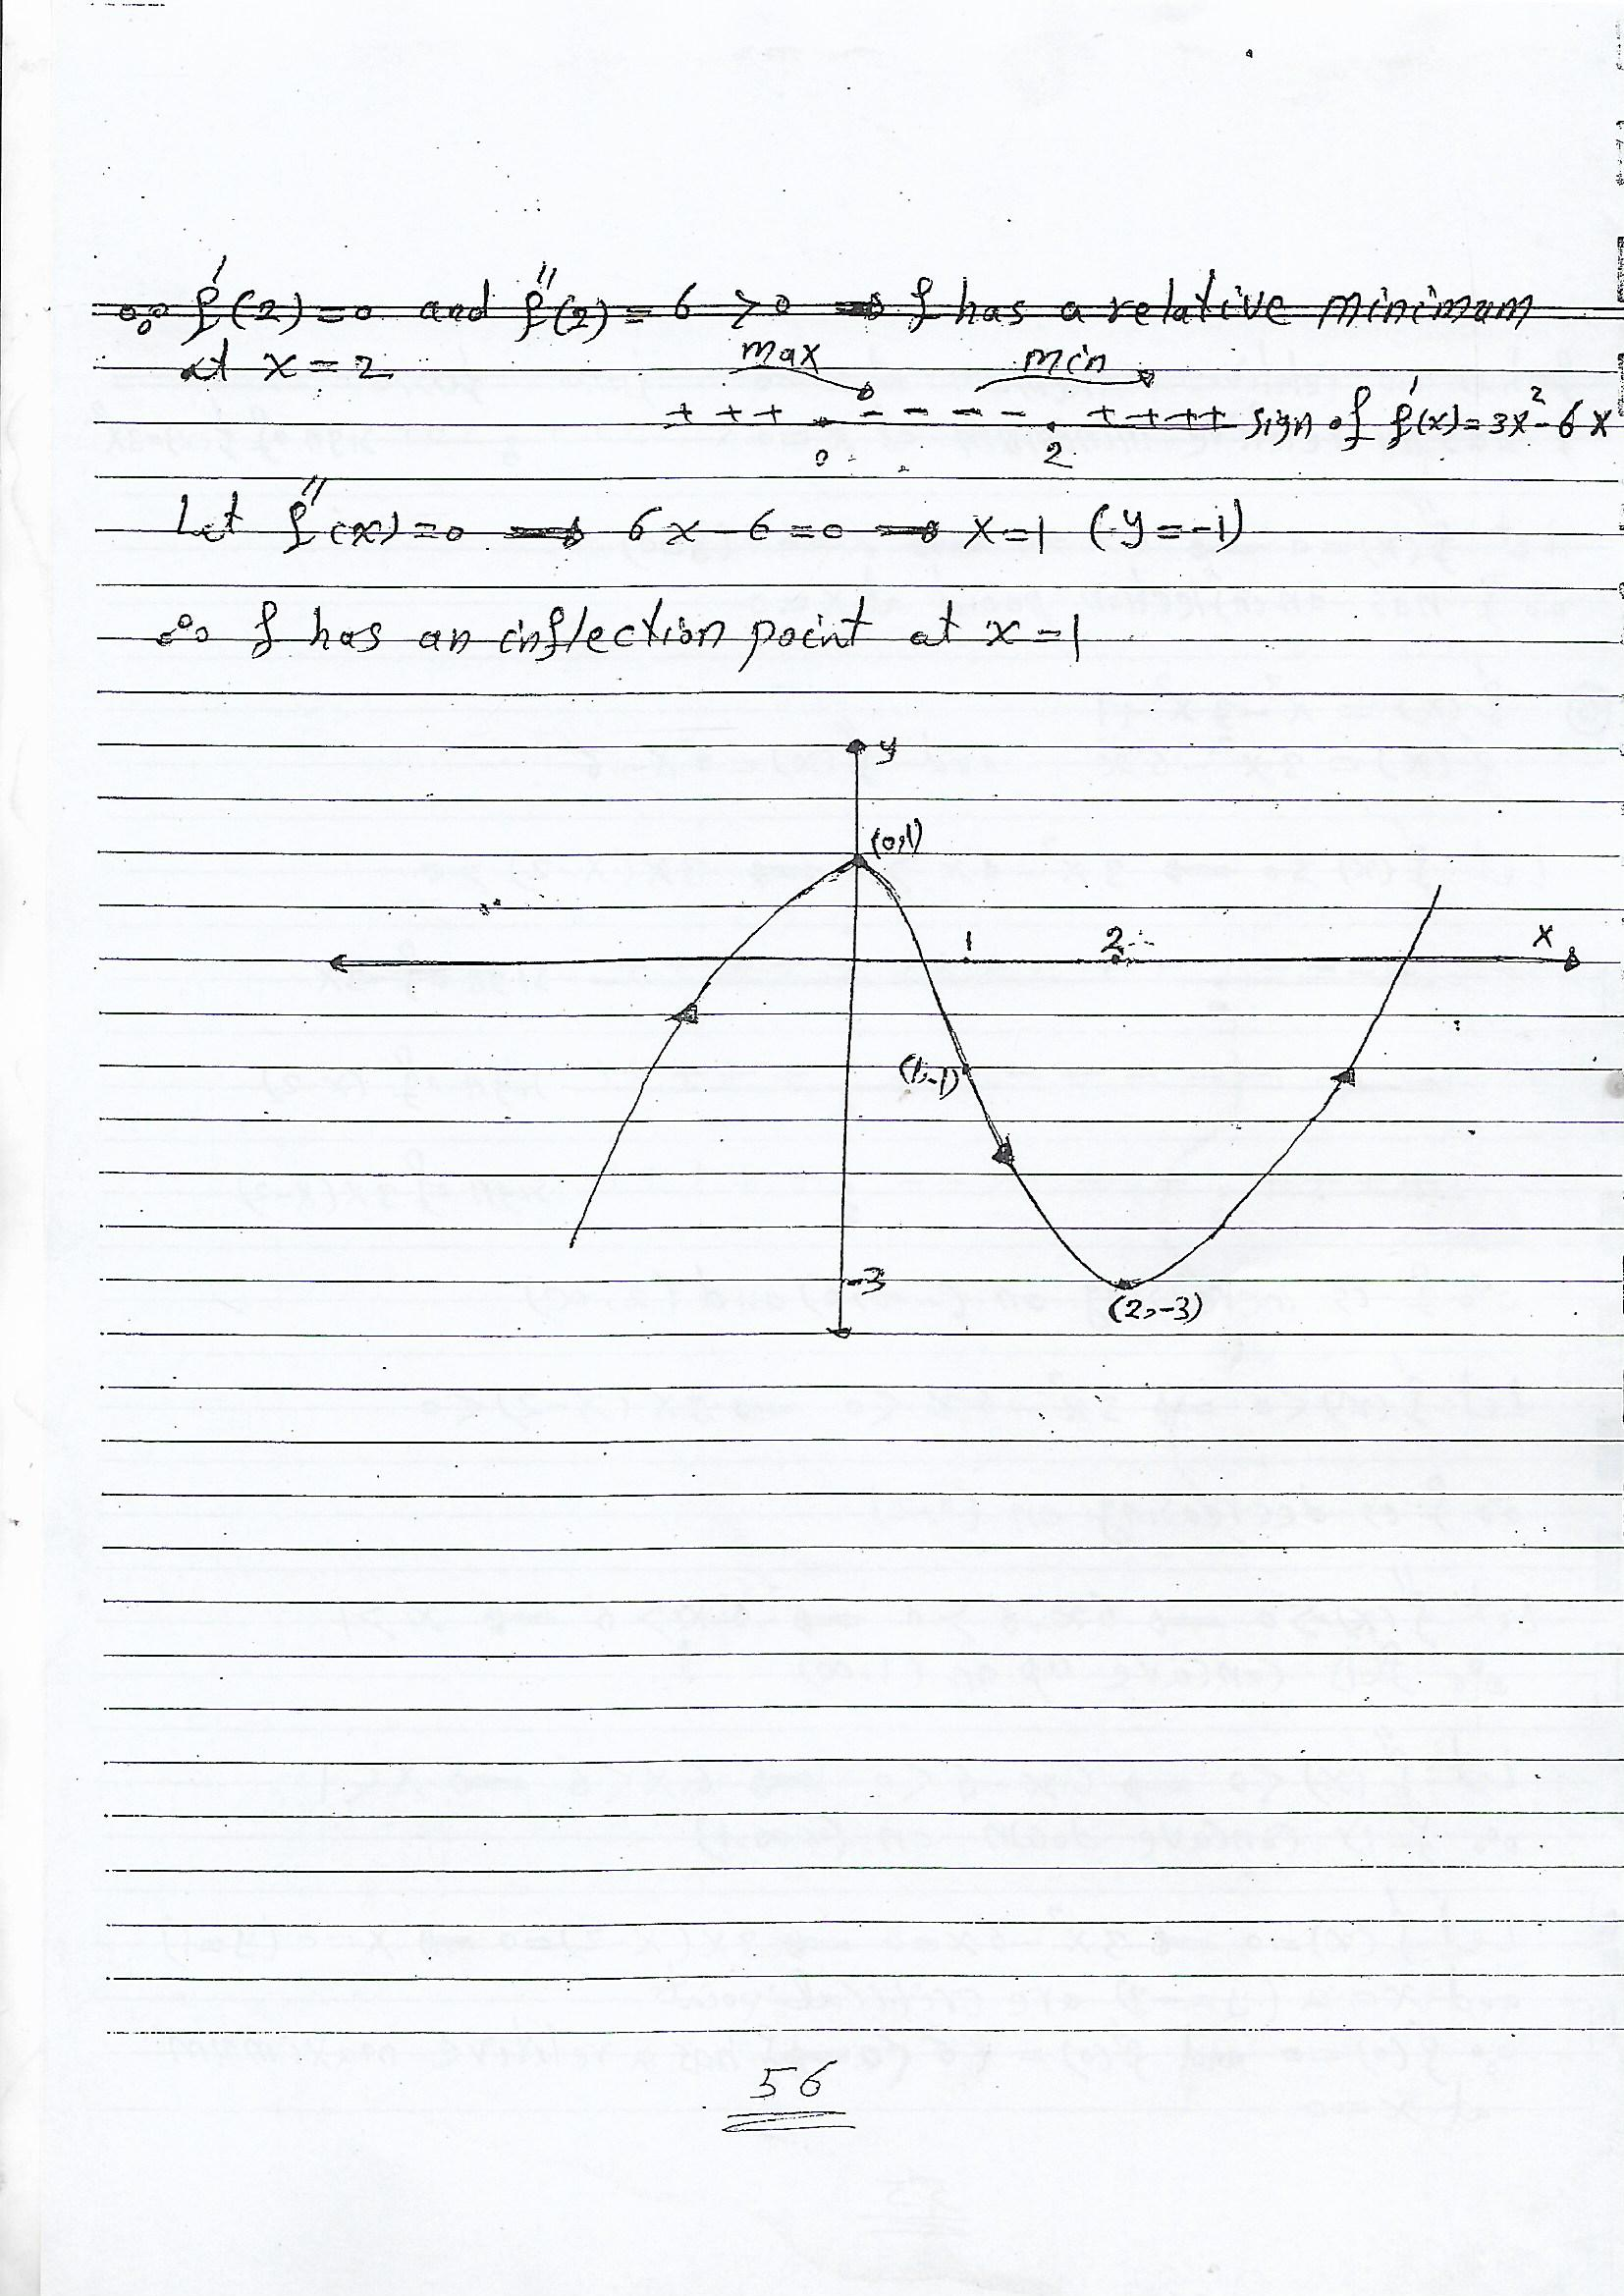 ∴ f'(2)=0 and f''(2)=6 >0 ⟹ f has a relative minimum
at x=2
max min
+ + + - - - - + + + + sign of f'(x)=3x²-6x
0 2
Let f''(x)=0 ⟹ 6x-6=0 ⟹ x=1 (y=-1)
∴ f has an inflection point at x=1
y
(0,1)
1 2 x
(1,-1)
-3
(2,-3)
56